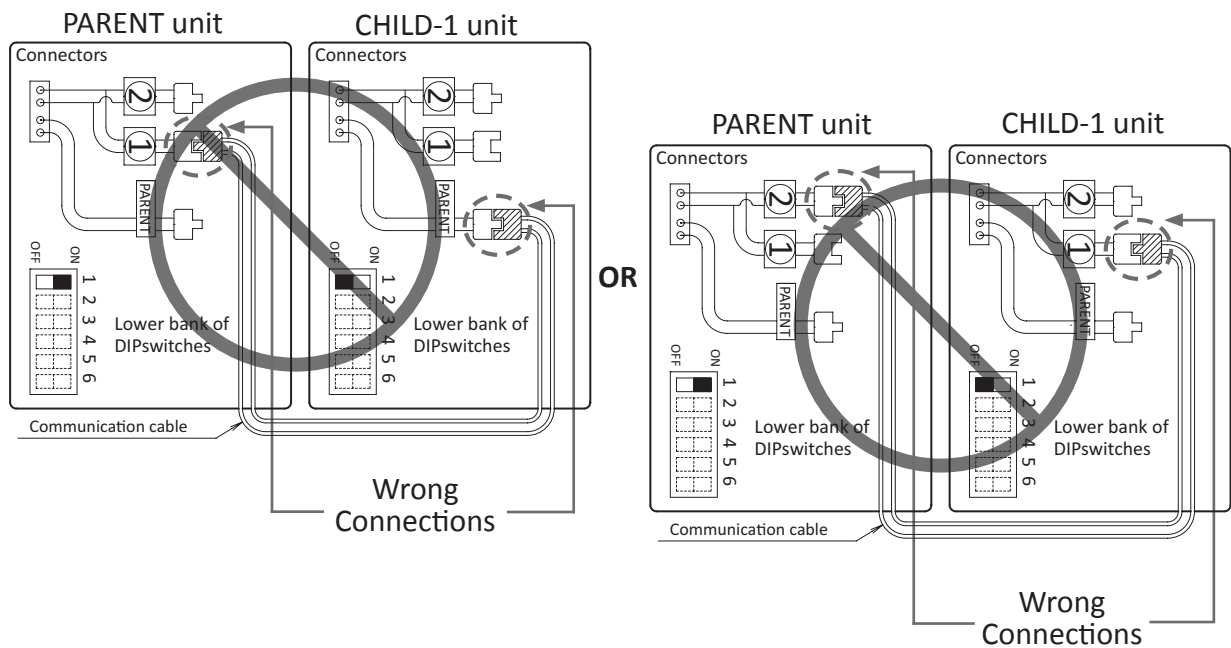 PARENT unit
CHILD-1 unit
Connectors
Connectors
2
2
1
1
PARENT
PARENT
OFF
ON
OFF
ON
1
2
3
4
5
6
1
2
3
4
5
6
Lower bank of
DIPswitches
Lower bank of
DIPswitches
Communication cable
Wrong
Connections
OR
PARENT unit
CHILD-1 unit
Connectors
Connectors
2
2
1
1
PARENT
PARENT
OFF
ON
OFF
ON
1
2
3
4
5
6
1
2
3
4
5
6
Lower bank of
DIPswitches
Lower bank of
DIPswitches
Communication cable
Wrong
Connections